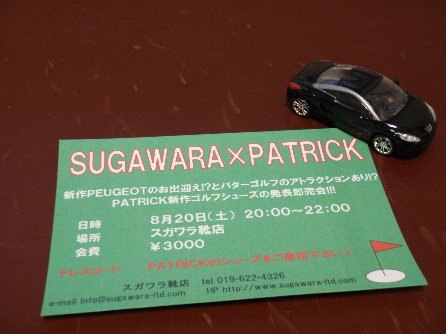 SUGAWARA×PATRICK
新作PEUGEOTのお出迎え!?とパターゴルフのアトラクションあり!?
PATRICK新作ゴルフシューズの発表即売会!!!
日時 8月20日(土) 20:00～22:00
場所 スガワラ靴店
会費 ￥3000
ドレスコード PATRICKのシューズをご着用下さい！
スガワラ靴店 tel 019-622-4326
e-mail info@sugawara-ltd.com HP http://www.sugawara-ltd.com